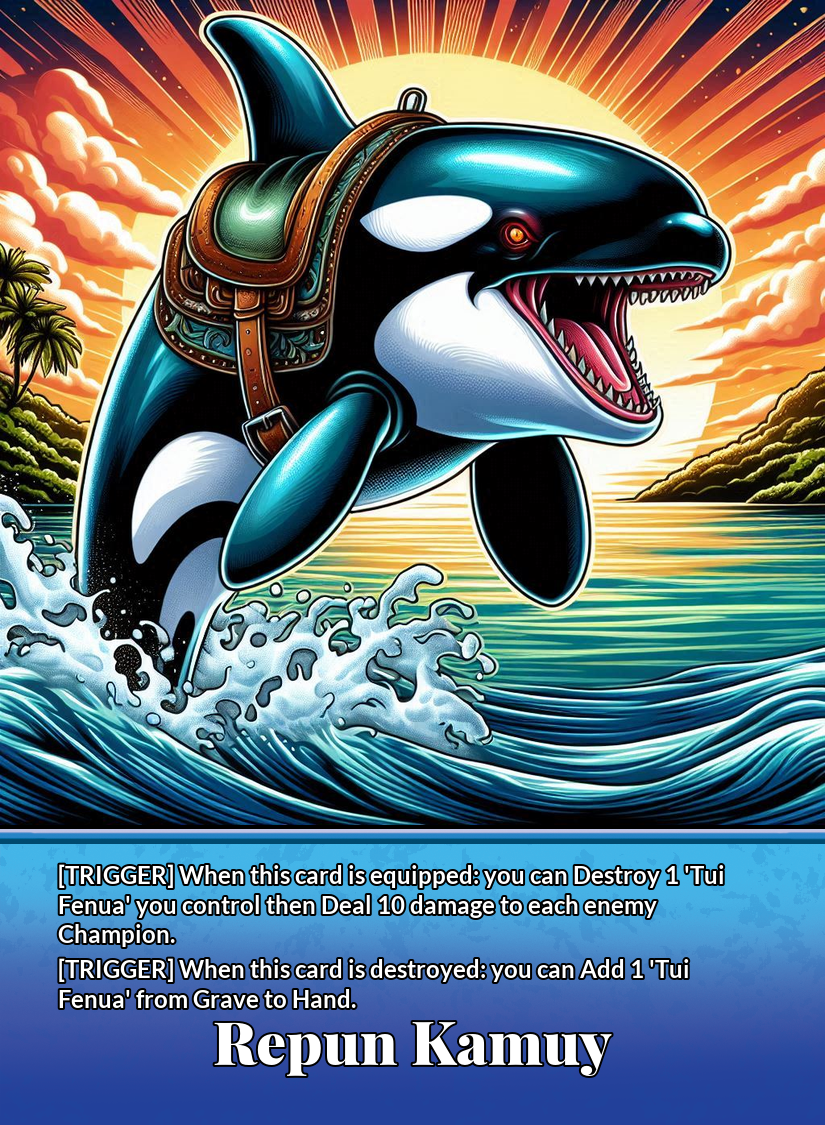 [TRIGGER] When this card is equipped: you can Destroy 1 'Tui
Fenua' you control then Deal 10 damage to each enemy
Champion.
[TRIGGER] When this card is destroyed: you can Add 1 'Tui
Fenua' from Grave to Hand.
Repun Kamuy